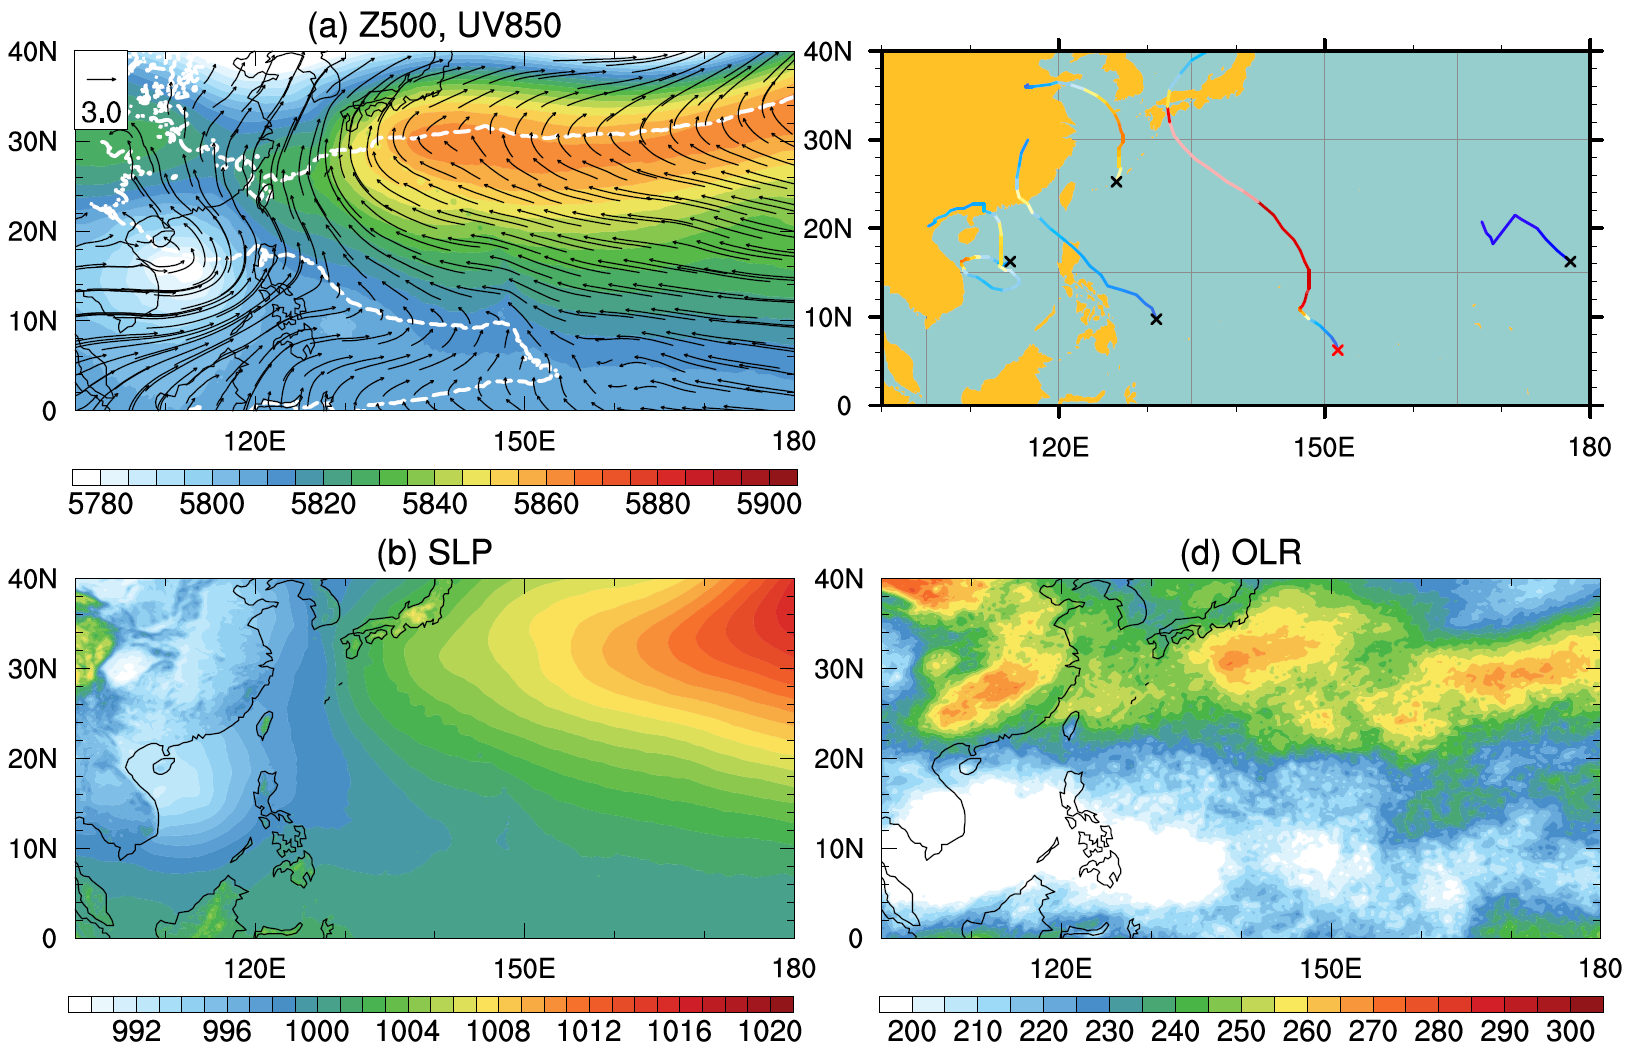 (a) Z500, UV850
40N
30N
20N
10N
0
3.0
120E 150E 180
5780 5800 5820 5840 5860 5880 5900
40N
30N
20N
10N
0
120E 150E 180
(b) SLP
40N
30N
20N
10N
0
120E 150E 180
992 996 1000 1004 1008 1012 1016 1020
(d) OLR
40N
30N
20N
10N
0
120E 150E 180
200 210 220 230 240 250 260 270 280 290 300